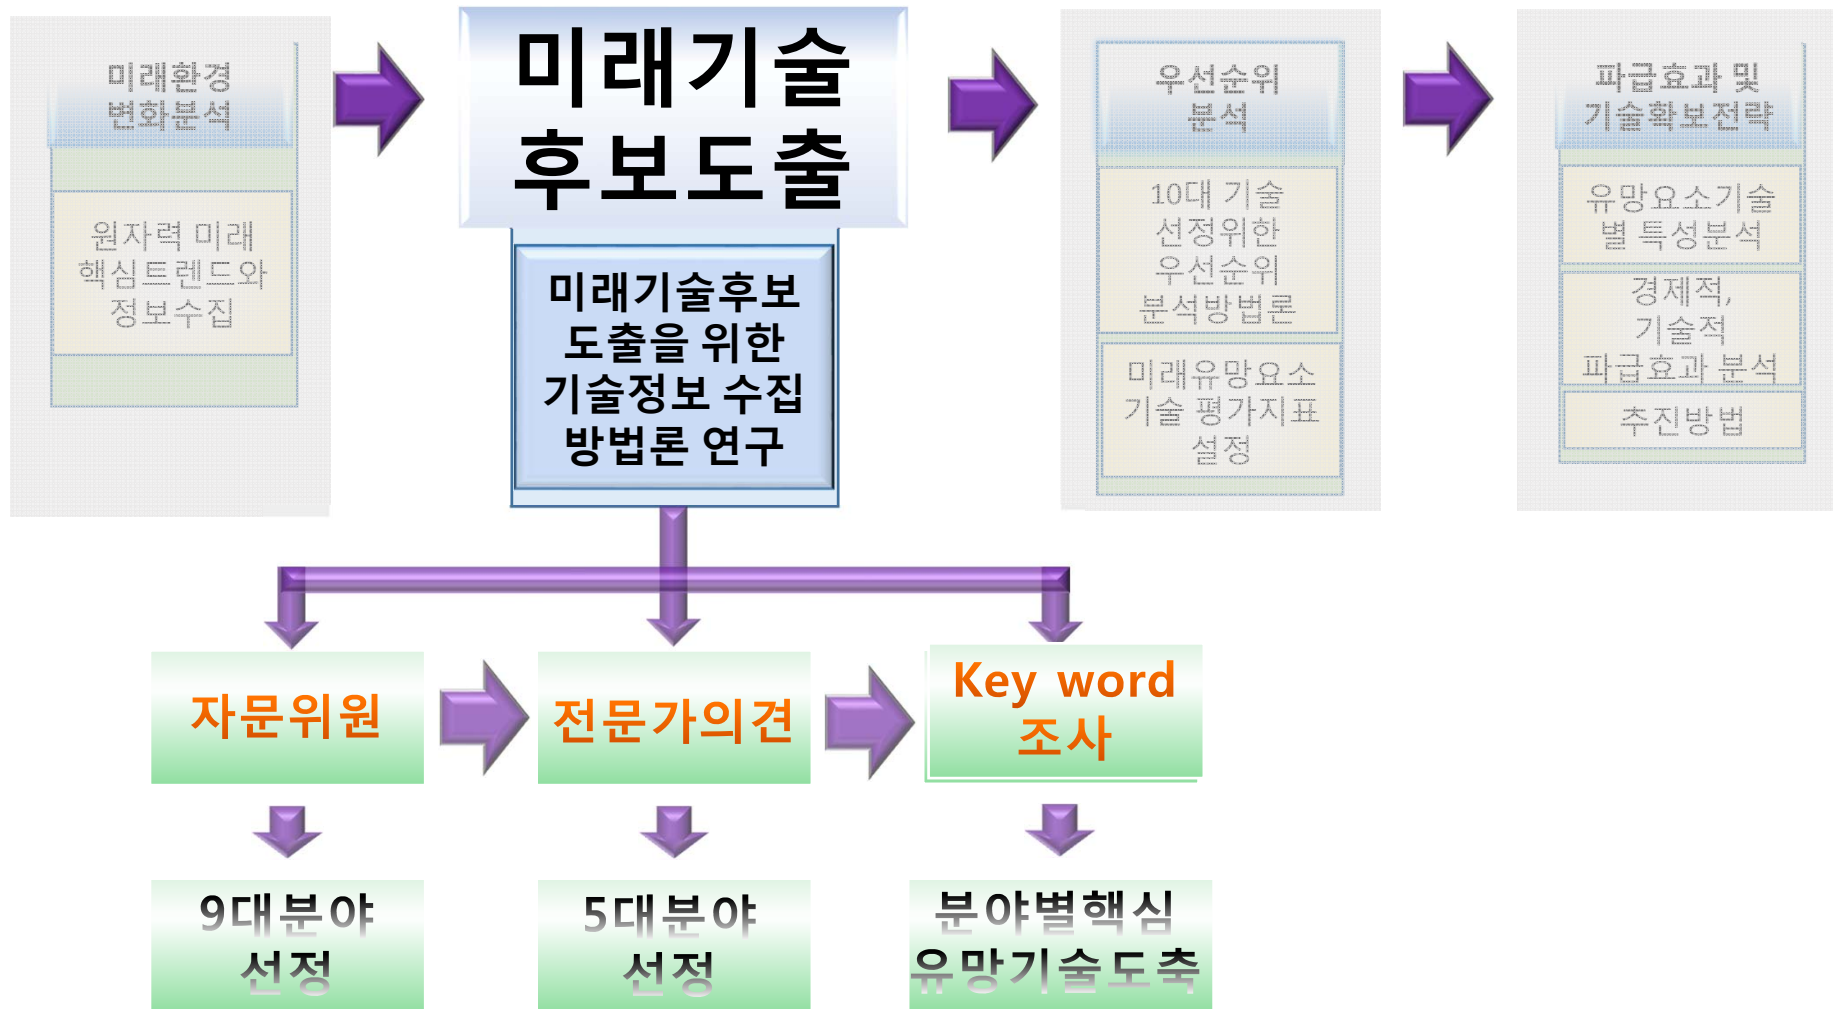 미래환경
변화분석
원자력 미래
핵심트렌드와
정보수집
미래기술
후보도출
미래기술후보
도출을 위한
기술정보 수집
방법론 연구
우선순위
분석
10대 기술
선정위한
우선순위
분석방법론
미래유망요소
기술 평가지표
설정
파급효과 및
기술확보전략
유망요소기술
별 특성분석
경제적,
기술적
파급효과 분석
추진방법
자문위원
전문가의견
Key word
조사
9대분야
선정
5대분야
선정
분야별핵심
유망기술도축